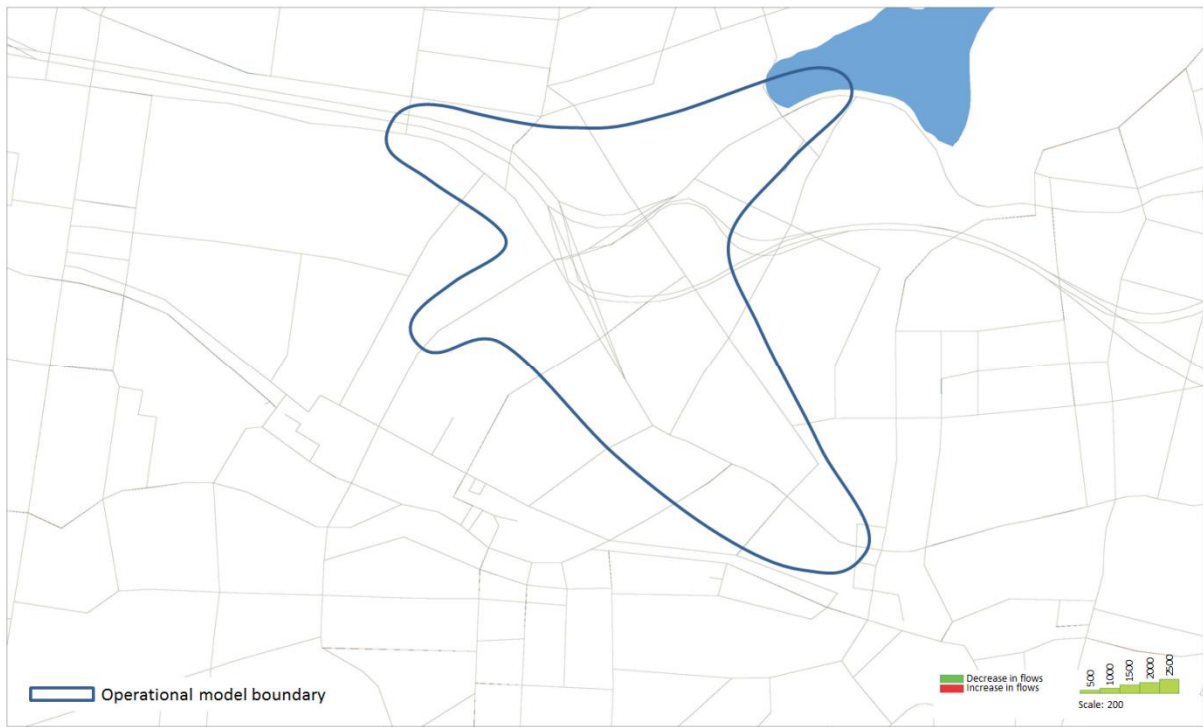 Operational model boundary
Decrease in flows
Increase in flows
500
1000
1500
2000
2500
Scale: 200